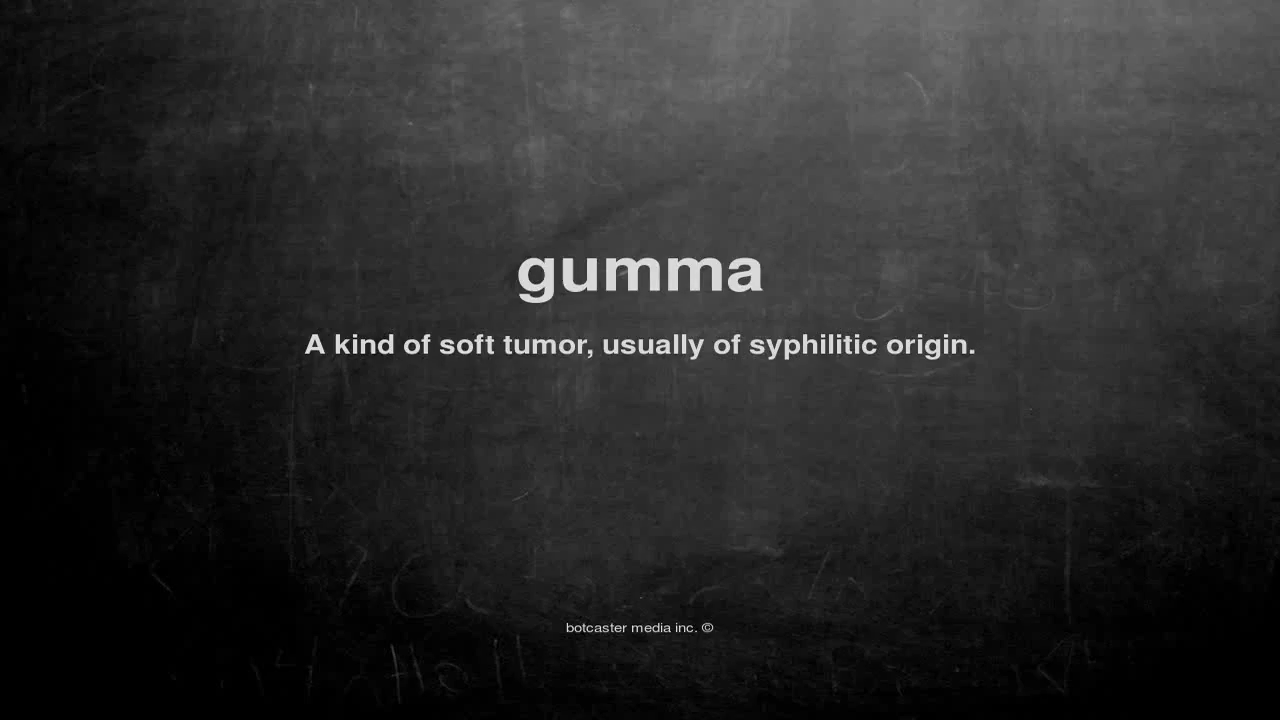 gumma
A kind of soft tumor, usually of syphilitic origin.
botcaster media inc. ©